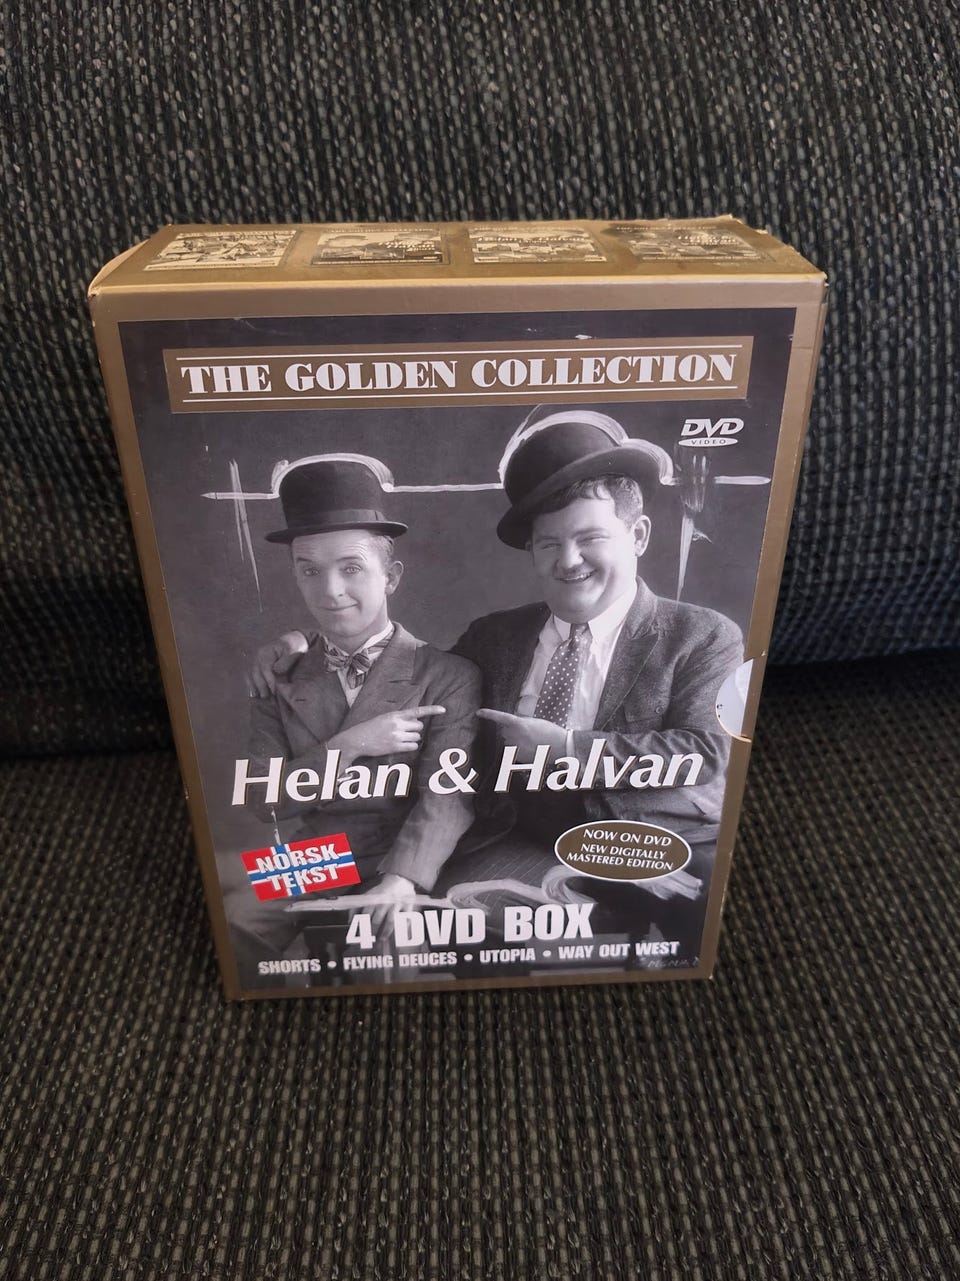 THE GOLDEN COLLECTION
DVD
VIDEO
Helan & Halvan
NORSK
TEKST
NOW ON DVD
NEW DIGITALLY
MASTERED EDITION
4 DVD BOX
SHORTS • FLYING DEUCES • UTOPIA • WAY OUT WEST